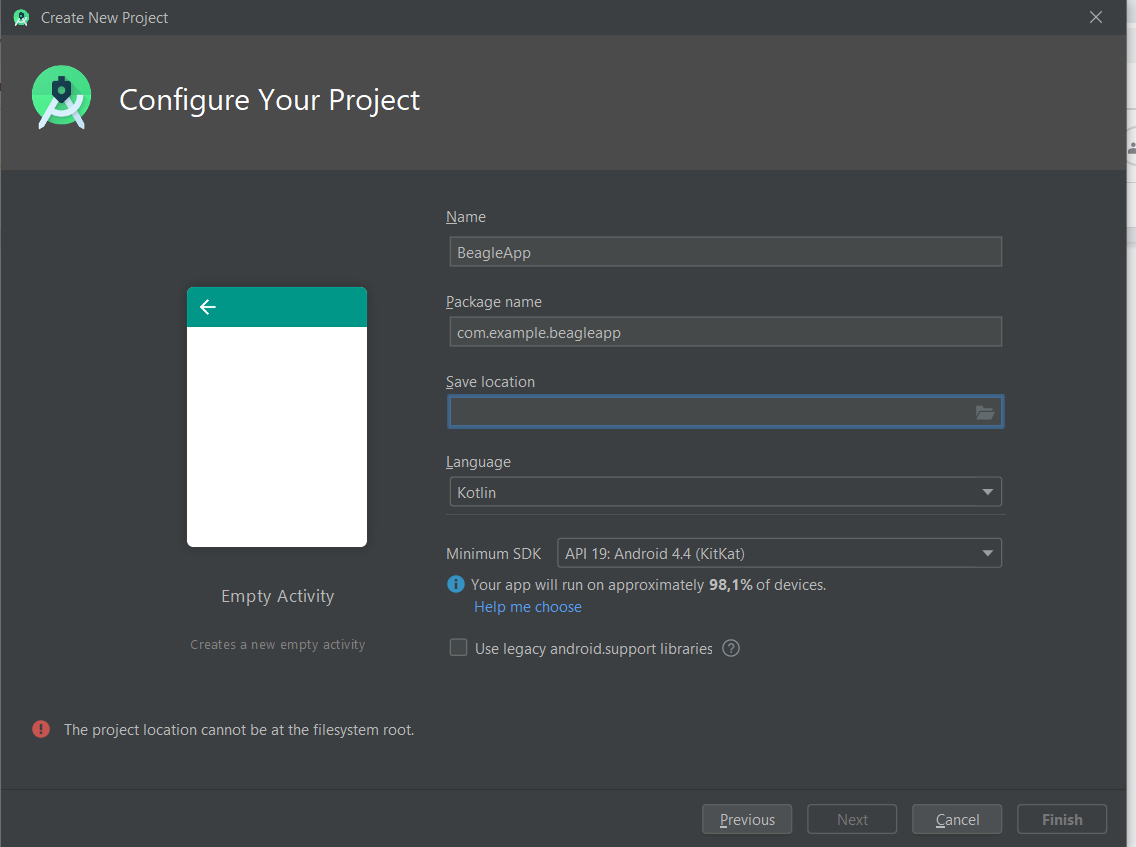 Create New Project
Configure Your Project
Name
BeagleApp
Package name
com.example.beagleapp
Save location
Language
Kotlin
Minimum SDK
API 19: Android 4.4 (KitKat)
Your app will run on approximately 98,1% of devices.
Help me choose
Use legacy android.support libraries
Empty Activity
Creates a new empty activity
The project location cannot be at the filesystem root.
Previous
Next
Cancel
Finish